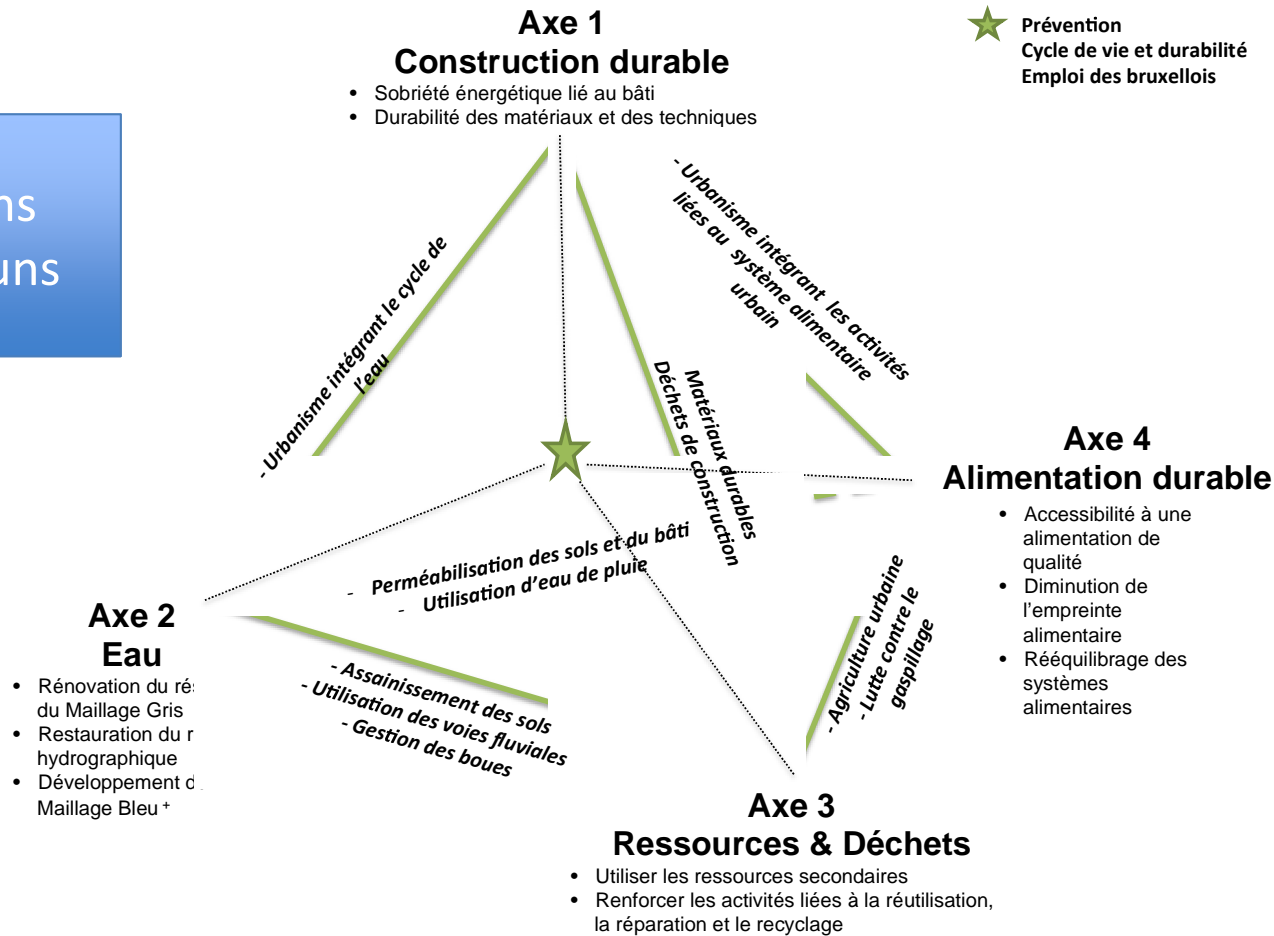 Axe 1
Construction durable
• Sobriété énergétique lié au bâti
• Durabilité des matériaux et des techniques
Prévention
Cycle de vie et durabilité
Emploi des bruxellois
- Urbanisme intégrant le cycle de
l'eau
- Urbanisme intégrant les activités
liées au système alimentaire
urbain
Matériaux durables
Déchets de construction
Axe 4
Alimentation durable
• Accessibilité à une
alimentation de
qualité
• Diminution de
l'empreinte
alimentaire
• Rééquilibrage des
systèmes
alimentaires
- Perméabilisation des sols et du bâti
- Utilisation d'eau de pluie
Axe 2
Eau
• Rénovation du
du Maillage Gris
• Restauration du
hydrographique
• Développement
Maillage Bleu +
- Assainissement des sols
- Utilisation des voies fluviales
- Gestion des boues
- Agriculture urbaine
- Lutte contre le
gaspillage
Axe 3
Ressources & Déchets
• Utiliser les ressources secondaires
• Renforcer les activités liées à la réutilisation,
la réparation et le recyclage